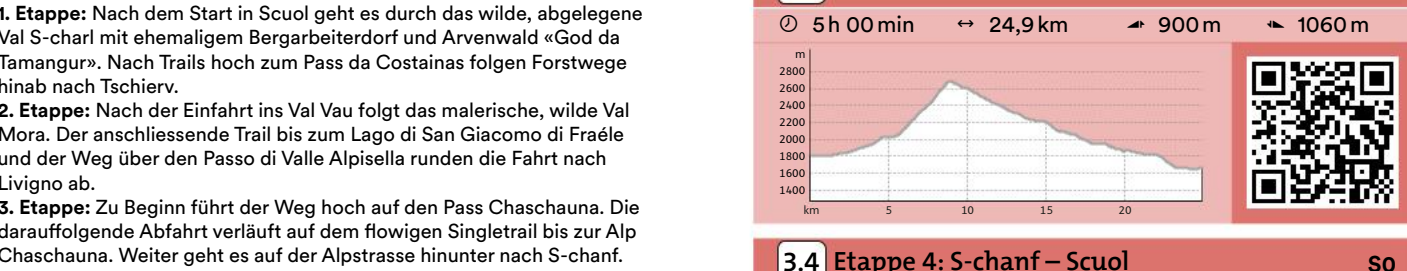 1. Etappe: Nach dem Start in Scuol geht es durch das wilde, abgelegene
Val S-charl mit ehemaligem Bergarbeiterdorf und Arvenwald «God da
Tamangur». Nach Trails hoch zum Pass da Costainas folgen Forstwege
hinab nach Tschierv.
2. Etappe: Nach der Einfahrt ins Val Vau folgt das malerische, wilde Val
Mora. Der anschliessende Trail bis zum Lago di San Giacomo di Fraéle
und der Weg über den Passo di Valle Alpisella runden die Fahrt nach
Livigno ab.
3. Etappe: Zu Beginn führt der Weg hoch auf den Pass Chaschauna. Die
darauffolgende Abfahrt verläuft auf dem flowigen Singletrail bis zur Alp
Chaschauna. Weiter geht es auf der Alpstrasse hinunter nach S-chanf.
5 h 00 min 24,9 km 900 m 1060 m
m
2800
2600
2400
2200
2000
1800
1600
1400
km 5 10 15 20
3.4 Etappe 4: S-chanf – Scuol SO